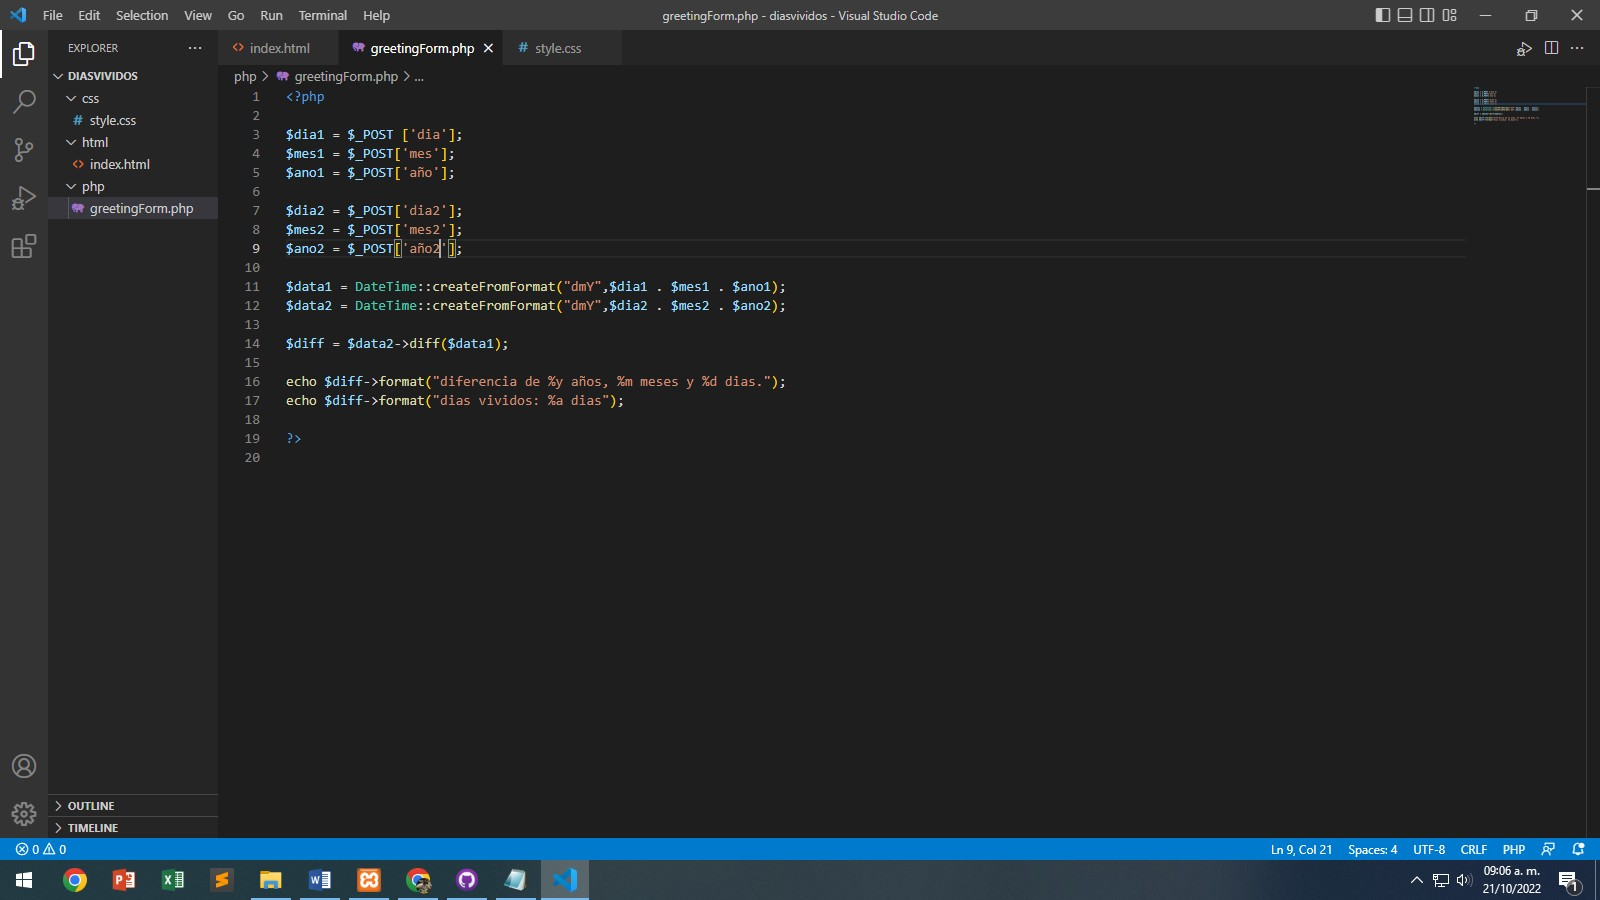 File Edit Selection View Go Run Terminal Help
greetingForm.php - diasvividos - Visual Studio Code
EXPLORER
DIASVIVIDOS
css
style.css
html
index.html
php
greetingForm.php
OUTLINE
TIMELINE
index.html greetingForm.php style.css
php > greetingForm.php > ...
1 <?php
2
3 $dia1 = $_POST ['dia'];
4 $mes1 = $_POST['mes'];
5 $ano1 = $_POST['año'];
6
7 $dia2 = $_POST['dia2'];
8 $mes2 = $_POST['mes2'];
9 $ano2 = $_POST['año2'];
10
11 $data1 = DateTime::createFromFormat("dmY",$dia1 . $mes1 . $ano1);
12 $data2 = DateTime::createFromFormat("dmY",$dia2 . $mes2 . $ano2);
13
14 $diff = $data2->diff($data1);
15
16 echo $diff->format("diferencia de %y años, %m meses y %d dias.");
17 echo $diff->format("dias vividos: %a dias");
18
19 ?>
20
0 0
Ln 9, Col 21 Spaces: 4 UTF-8 CRLF PHP
09:06 a. m.
21/10/2022
1